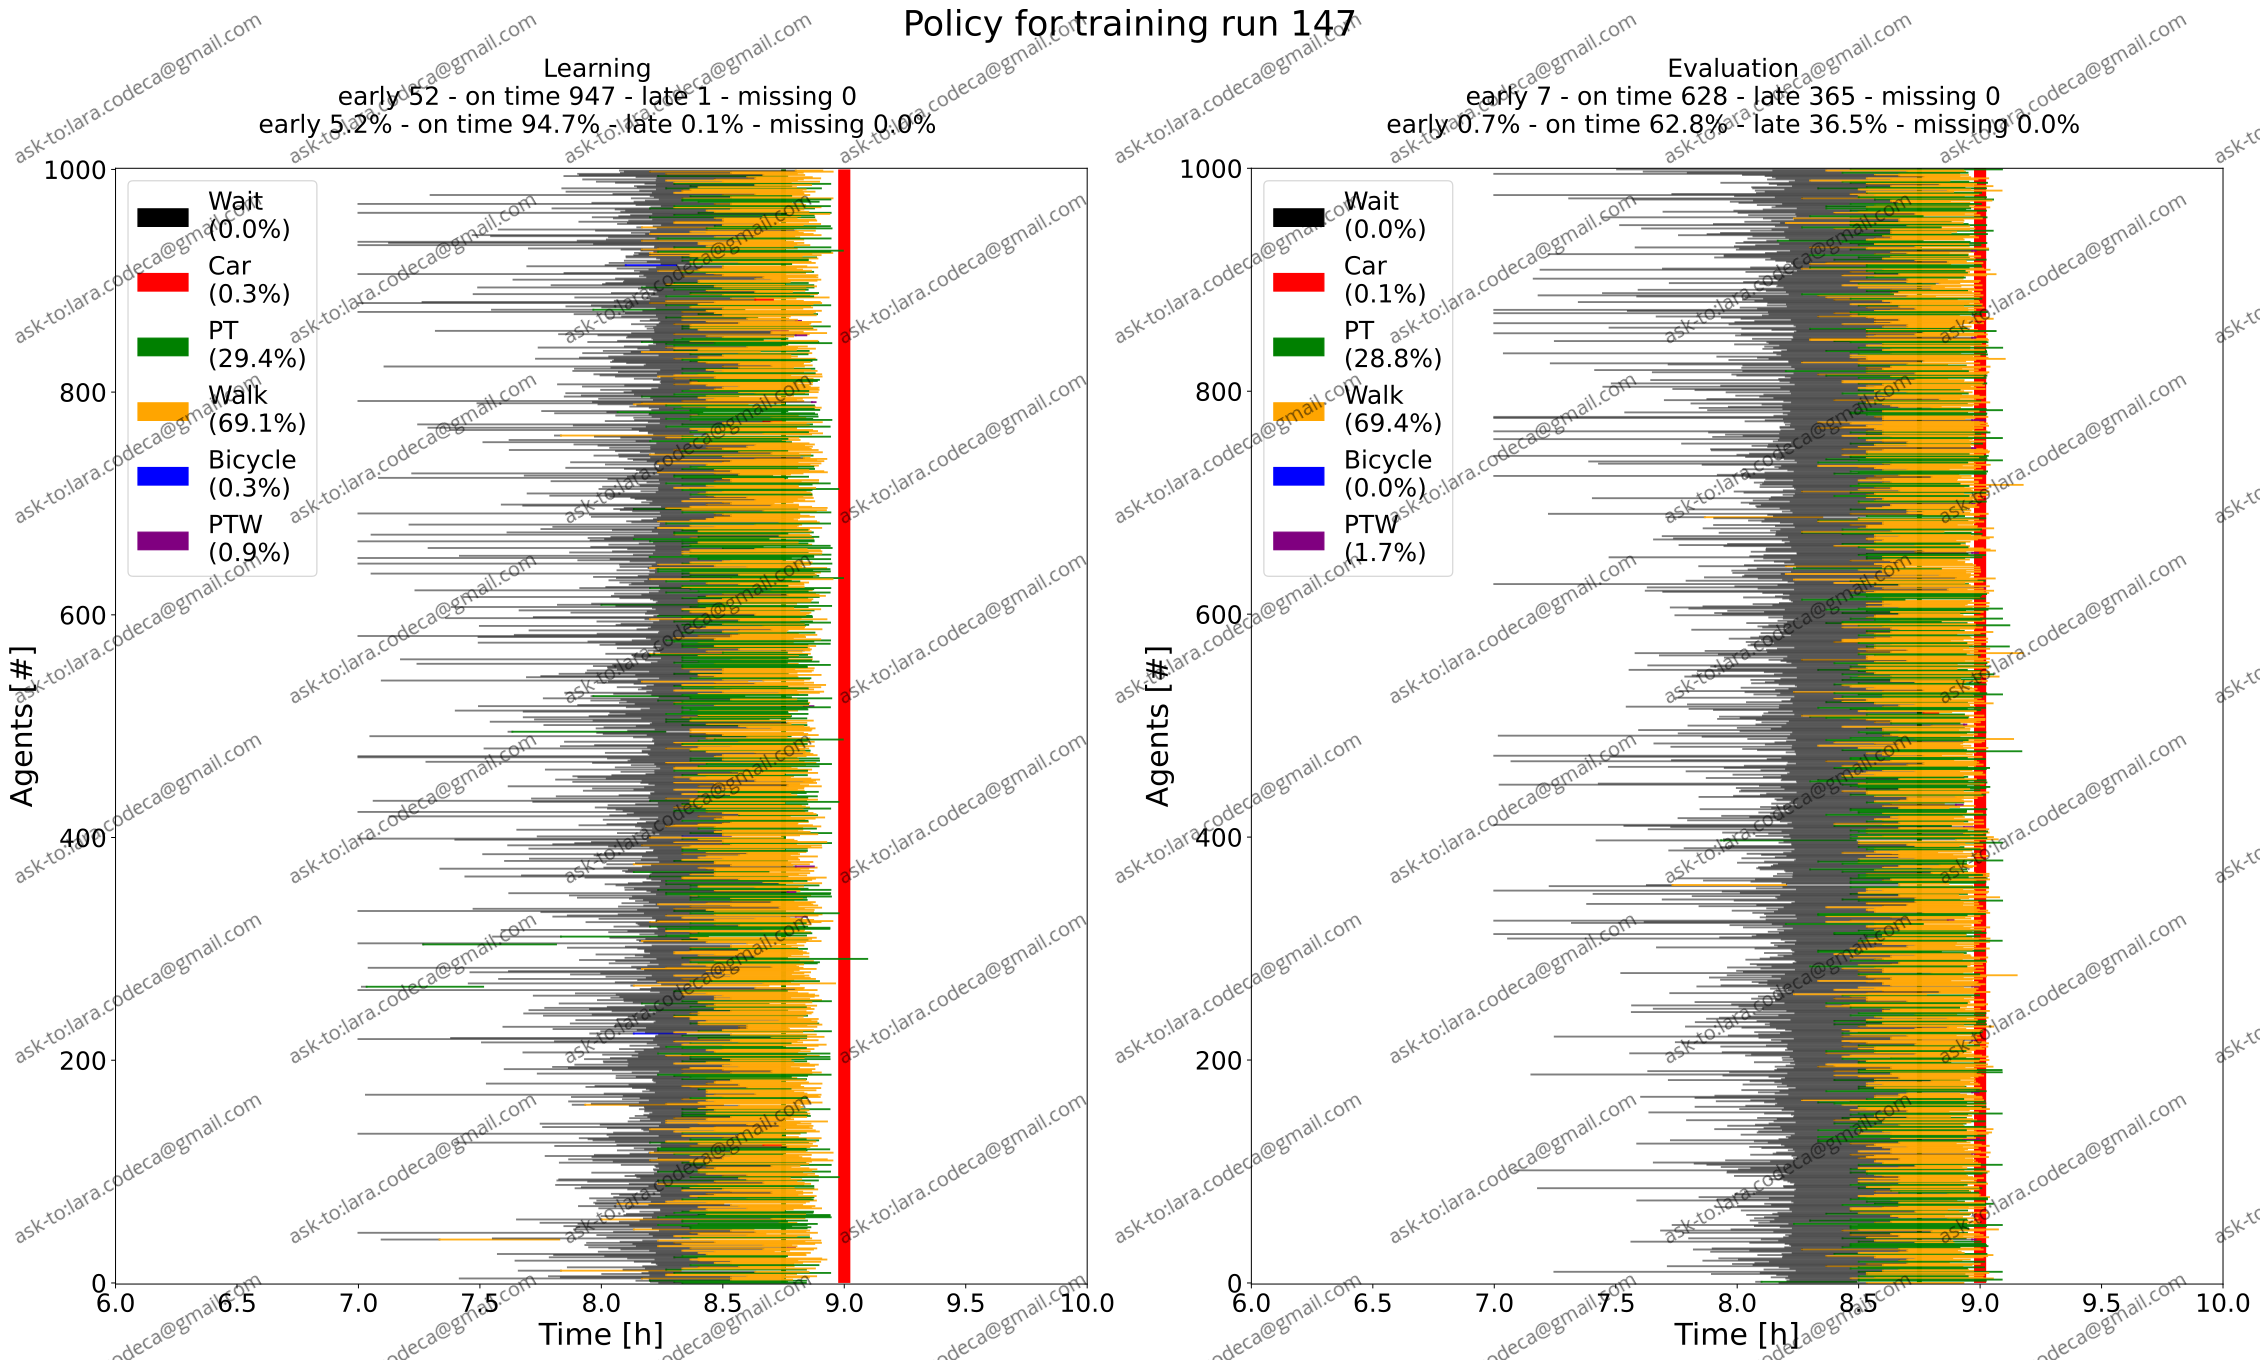 Policy for training run 147
Learning
early 52 - on time 947 - late 1 - missing 0
early 5.2% - on time 94.7% - late 0.1% - missing 0.0%
Agents [#]
1000
800
600
400
200
0
Wait
(0.0%)
Car
(0.3%)
PT
(29.4%)
Walk
(69.1%)
Bicycle
(0.3%)
PTW
(0.9%)
6.0 6.5 7.0 7.5 8.0 8.5 9.0 9.5 10.0
Time [h]
Evaluation
early 7 - on time 628 - late 365 - missing 0
early 0.7% - on time 62.8% - late 36.5% - missing 0.0%
Agents [#]
1000
800
600
400
200
0
Wait
(0.0%)
Car
(0.1%)
PT
(28.8%)
Walk
(69.4%)
Bicycle
(0.0%)
PTW
(1.7%)
6.0 6.5 7.0 7.5 8.0 8.5 9.0 9.5 10.0
Time [h]
ask-to:lara.codeca@gmail.com